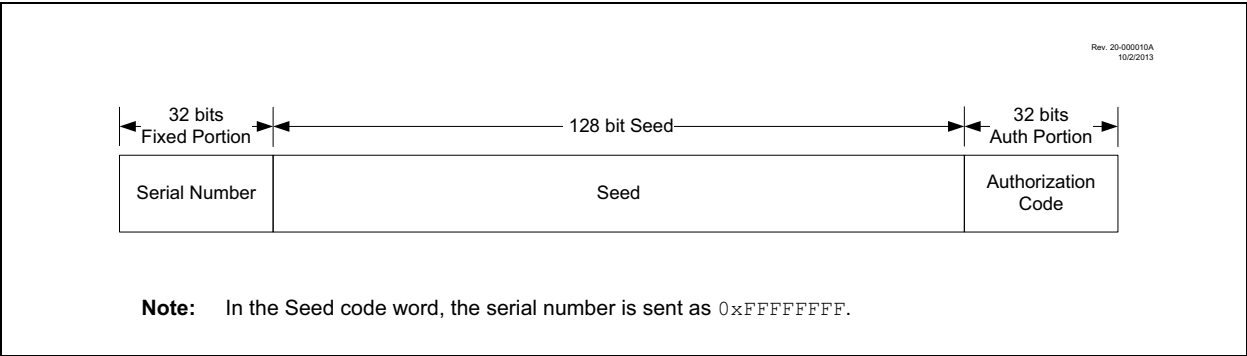 Rev. 20-000010A
10/2/2013
32 bits
Fixed Portion
128 bit Seed
32 bits
Auth Portion
Serial Number
Seed
Authorization
Code
Note: In the Seed code word, the serial number is sent as 0xFFFFFFFF.